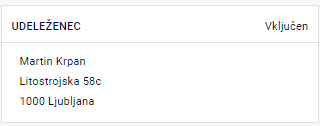 UDELEŽENEC Vključen
Martin Krpan
Litostrojska 58c
1000 Ljubljana